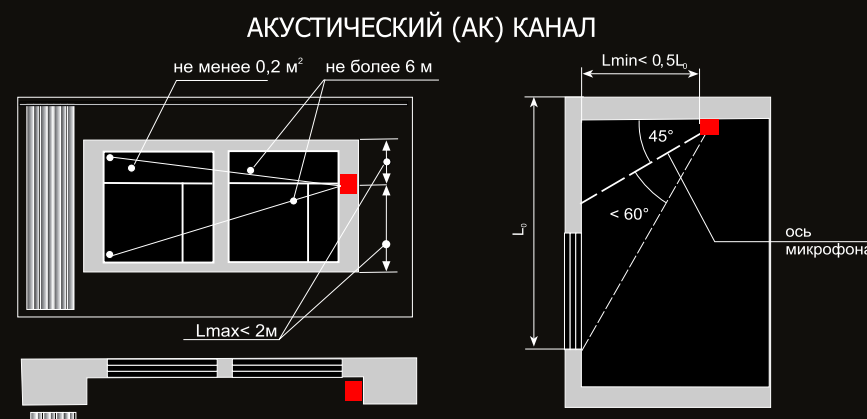 АКУСТИЧЕСКИЙ (АК) КАНАЛ
не менее 0,2 м²
не более 6 м
Lmin< 0,5L₀
45°
< 60°
L₀
ось
микрофона
Lmax< 2м